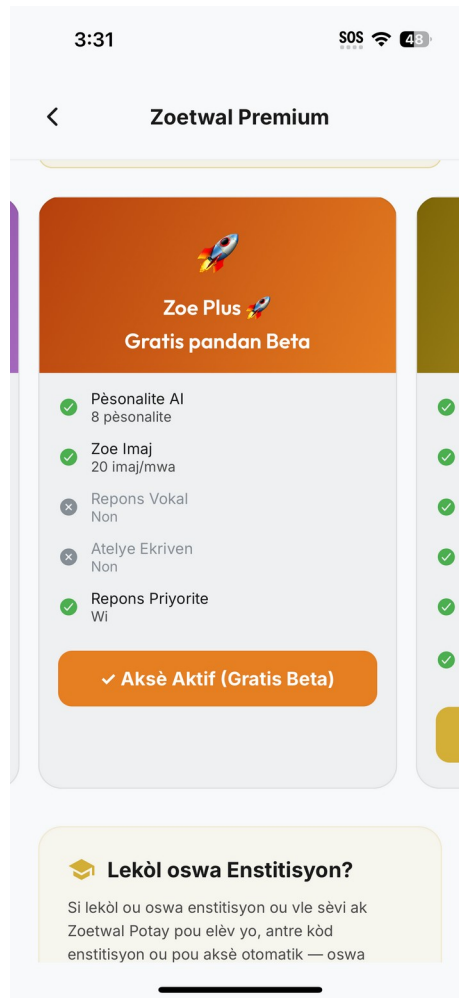 3:31
SOS
48
Zoetwal Premium
Zoe Plus 🚀
Gratis pandan Beta
Pèsonalite AI
8 pèsonalite
Zoe Imaj
20 imaj/mwa
Repons Vokal
Non
Atelye Ekriven
Non
Repons Priyorite
Wi
✓ Aksè Aktif (Gratis Beta)
Lekòl oswa Enstitisyon?
Si lekòl ou oswa enstitisyon ou vle sèvi ak
Zoetwal Potay pou elèv yo, antre kòd
enstitisyon ou pou aksè otomatik — oswa